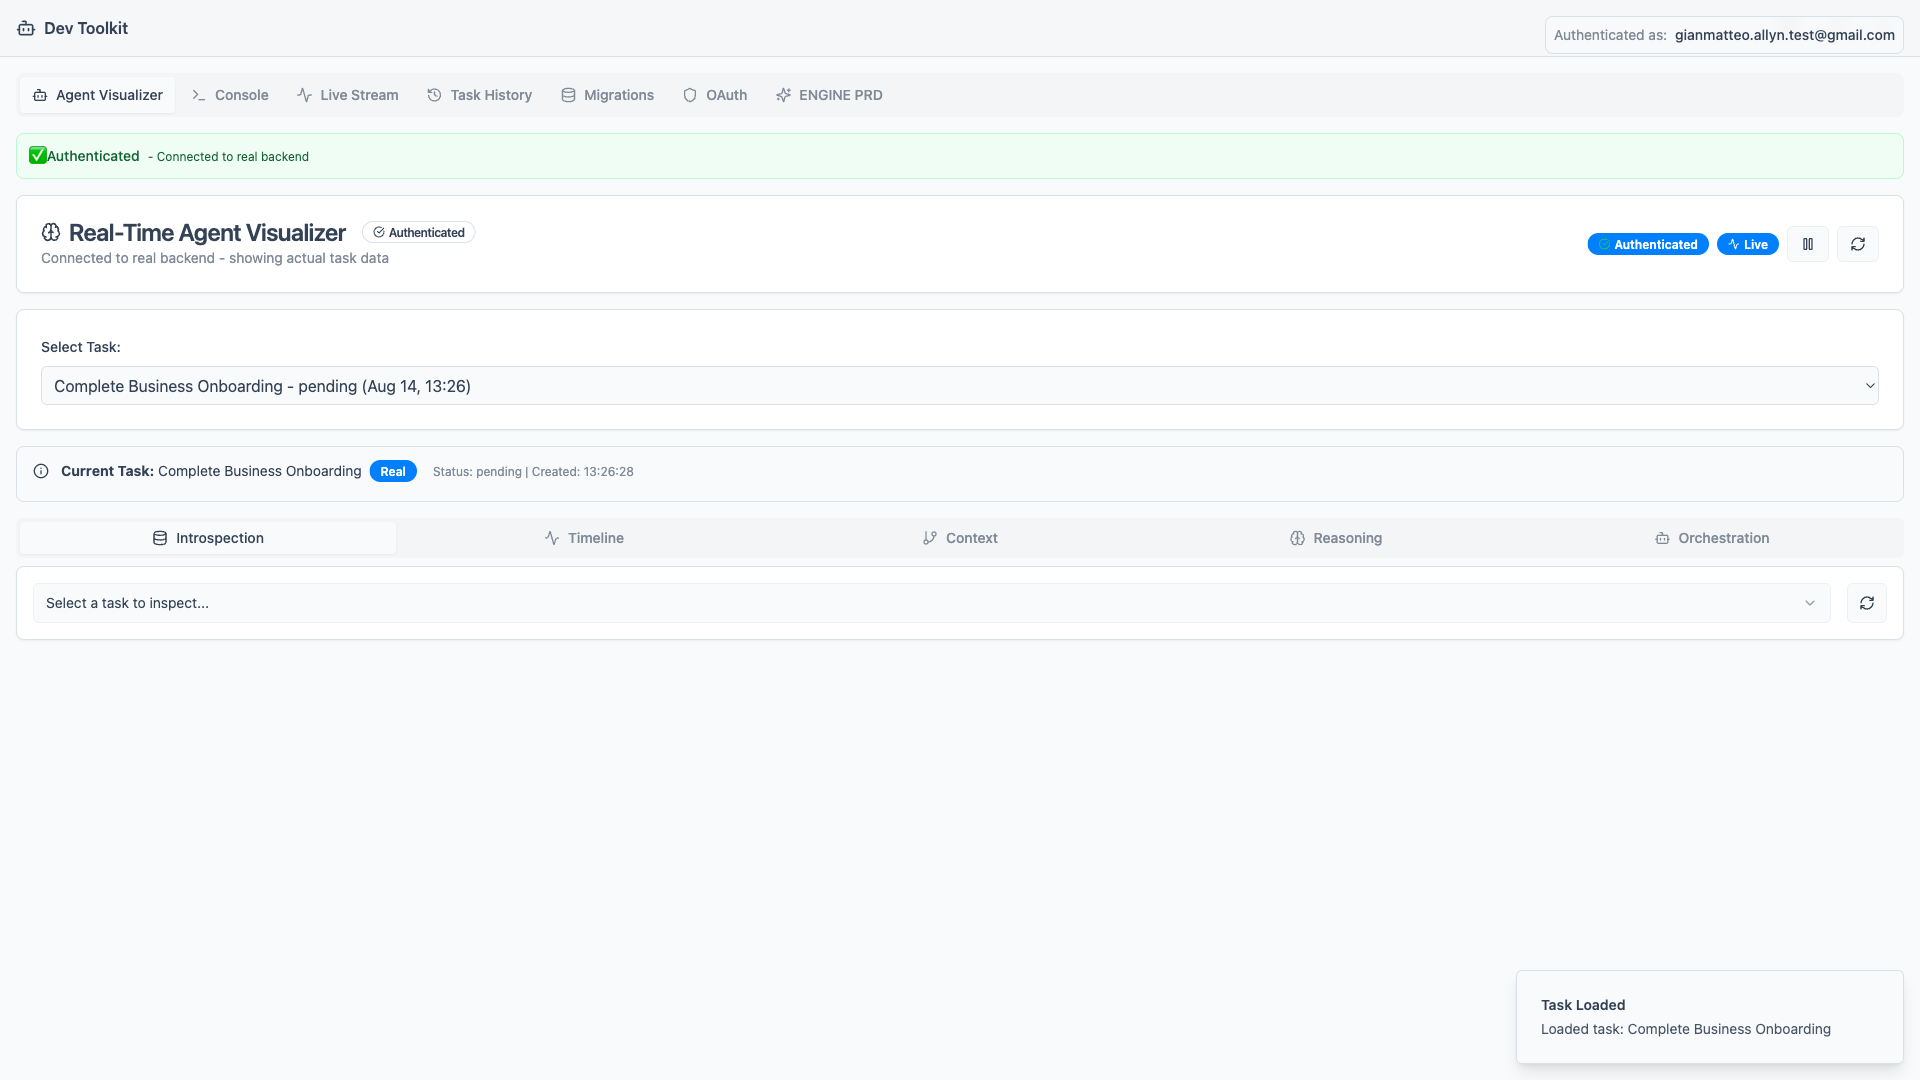 Dev Toolkit
Authenticated as: gianmatteo.allyn.test@gmail.com
Agent Visualizer
Console
Live Stream
Task History
Migrations
OAuth
ENGINE PRD
✅Authenticated - Connected to real backend
Real-Time Agent Visualizer
Authenticated
Connected to real backend - showing actual task data
Authenticated
Live
Select Task:
Complete Business Onboarding - pending (Aug 14, 13:26)
Current Task: Complete Business Onboarding Real Status: pending | Created: 13:26:28
Introspection
Timeline
Context
Reasoning
Orchestration
Select a task to inspect...
Task Loaded
Loaded task: Complete Business Onboarding